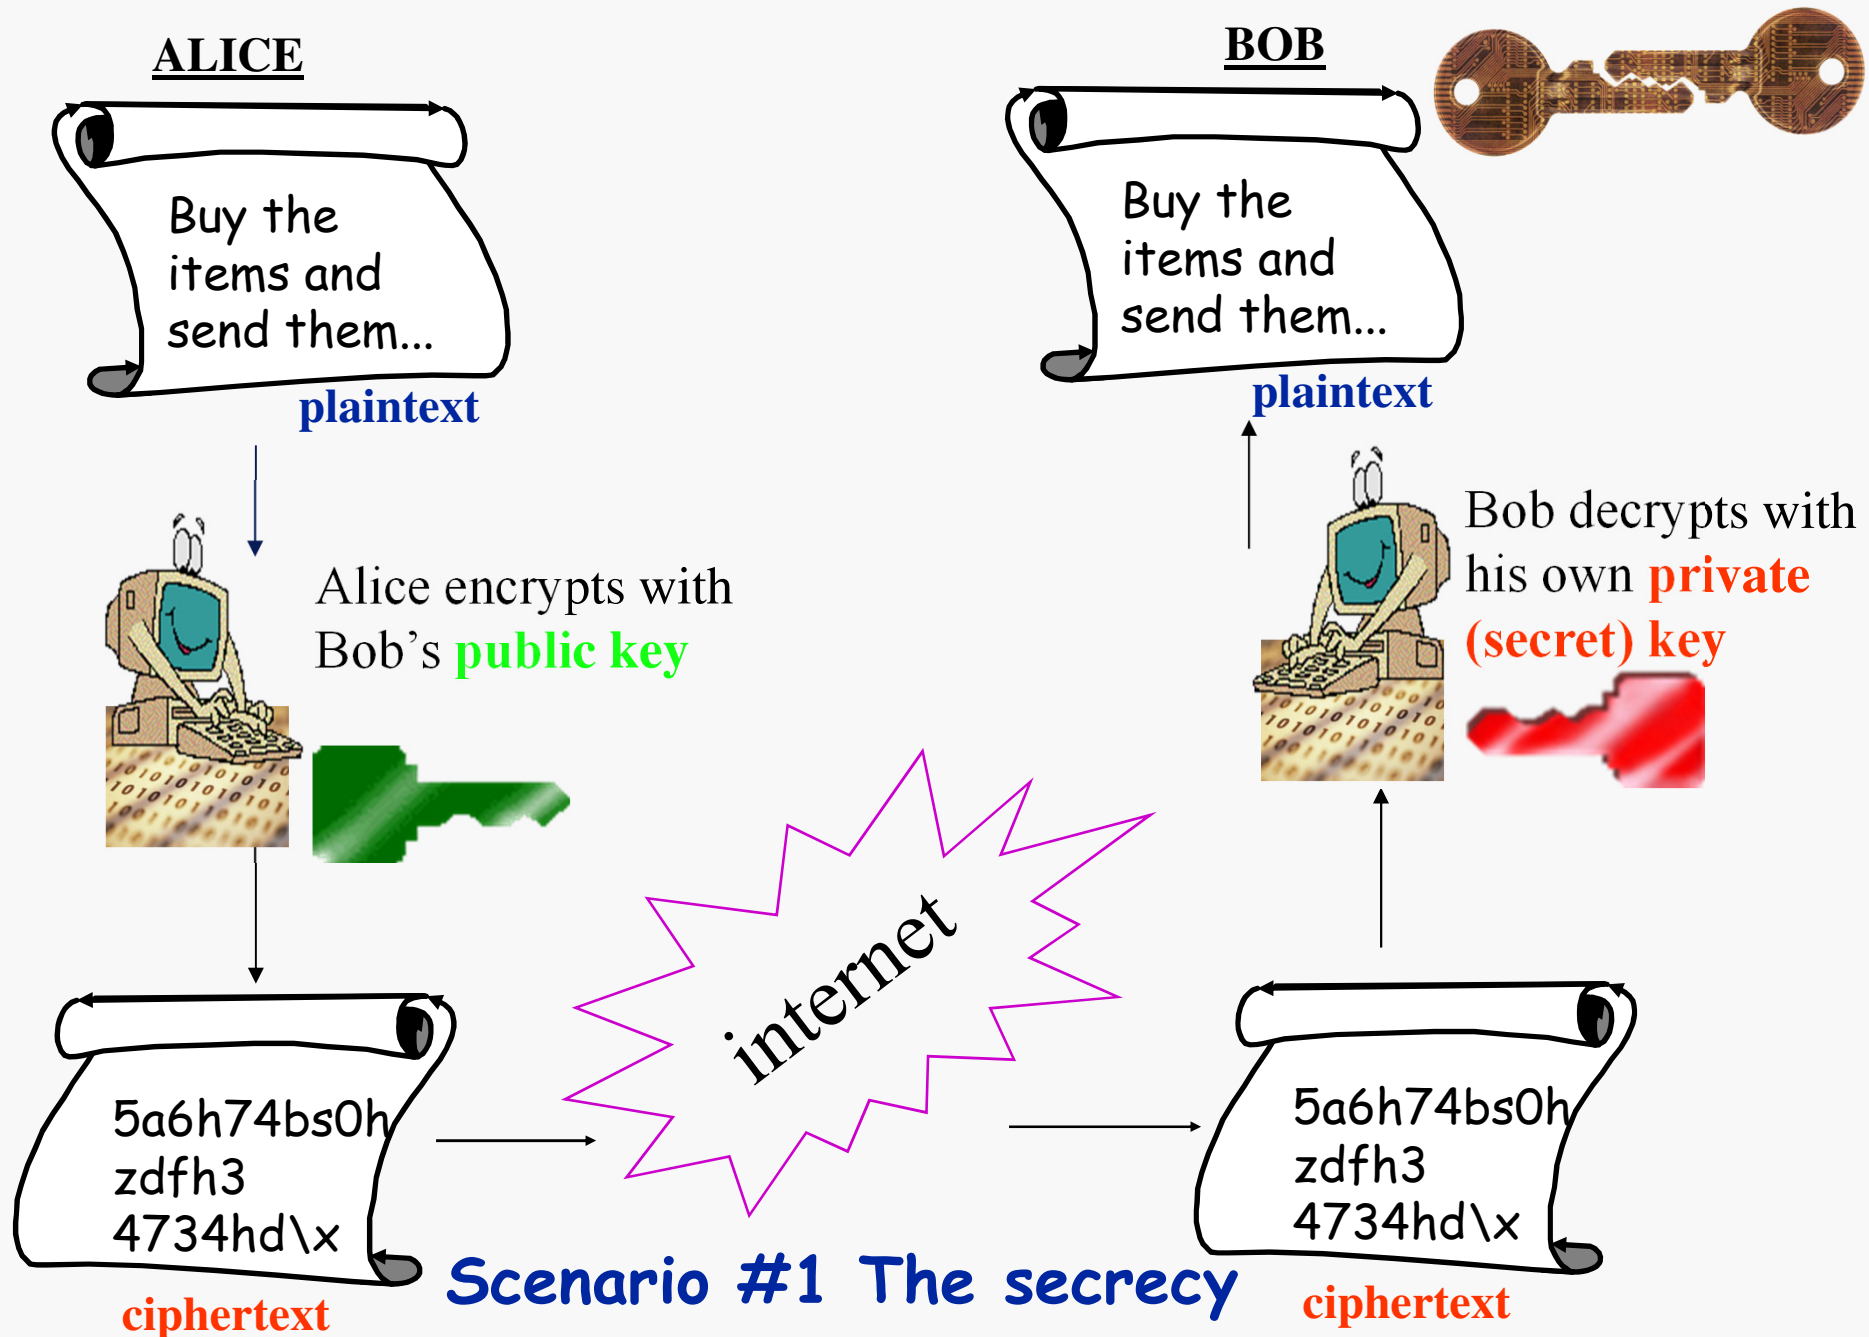 ALICE
Buy the
items and
send them...
plaintext
Alice encrypts with
Bob's public key
5a6h74bs0h
zdfh3
4734hd\x
ciphertext
internet
BOB
Buy the
items and
send them...
plaintext
Bob decrypts with
his own private
(secret) key
5a6h74bs0h
zdfh3
4734hd\x
ciphertext
Scenario #1 The secrecy